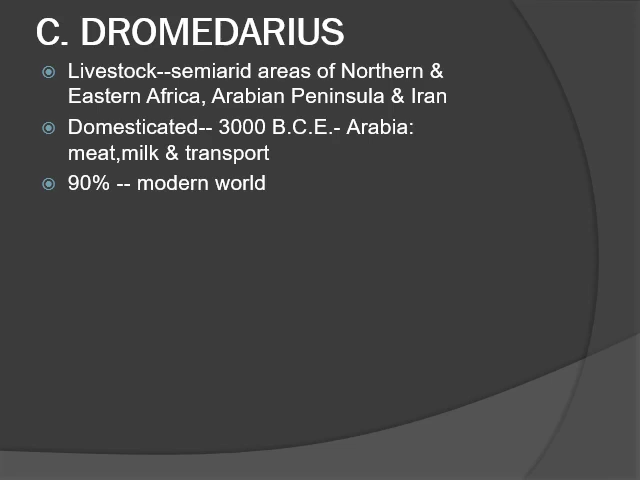 C. DROMEDARIUS
Livestock--semiarid areas of Northern &
Eastern Africa, Arabian Peninsula & Iran
Domesticated-- 3000 B.C.E.- Arabia:
meat,milk & transport
90% -- modern world